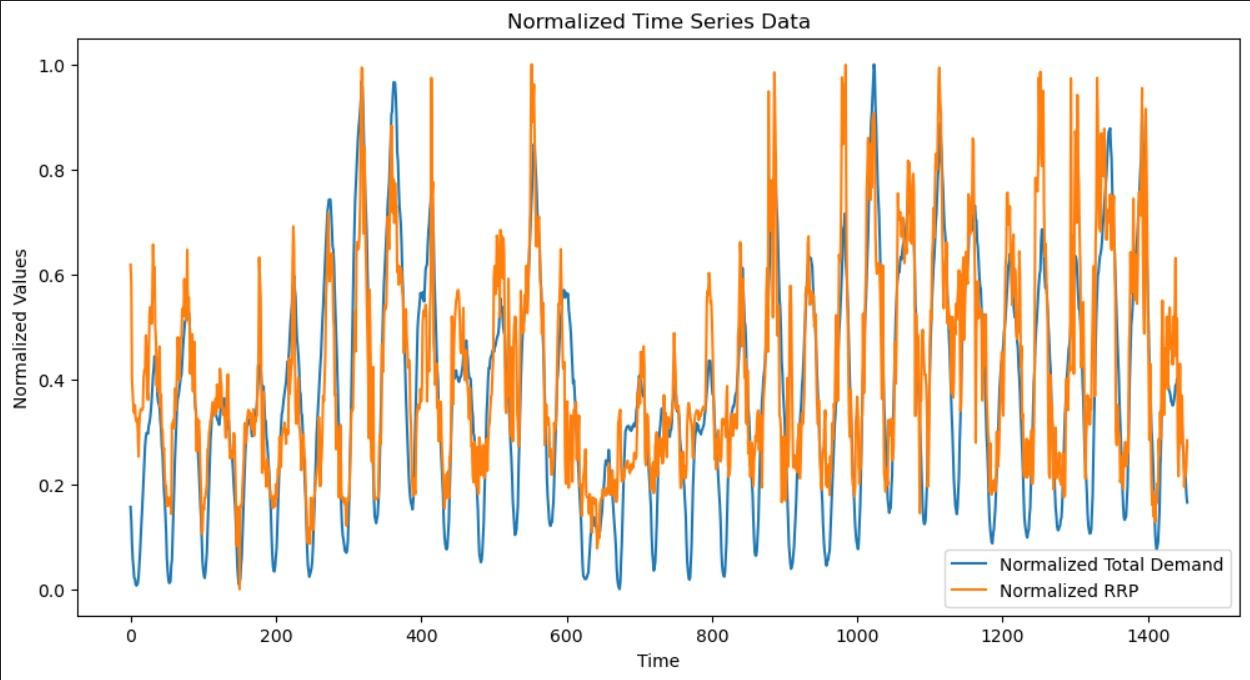 Normalized Time Series Data
Normalized Values
1.0
0.8
0.6
0.4
0.2
0.0
0 200 400 600 800 1000 1200 1400
Time
Normalized Total Demand
Normalized RRP